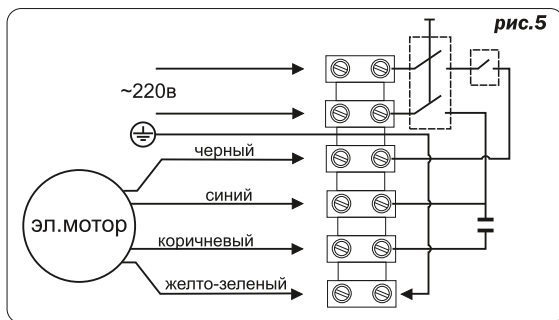 рис.5
~220в
черный
синий
эл.мотор
коричневый
желто-зеленый